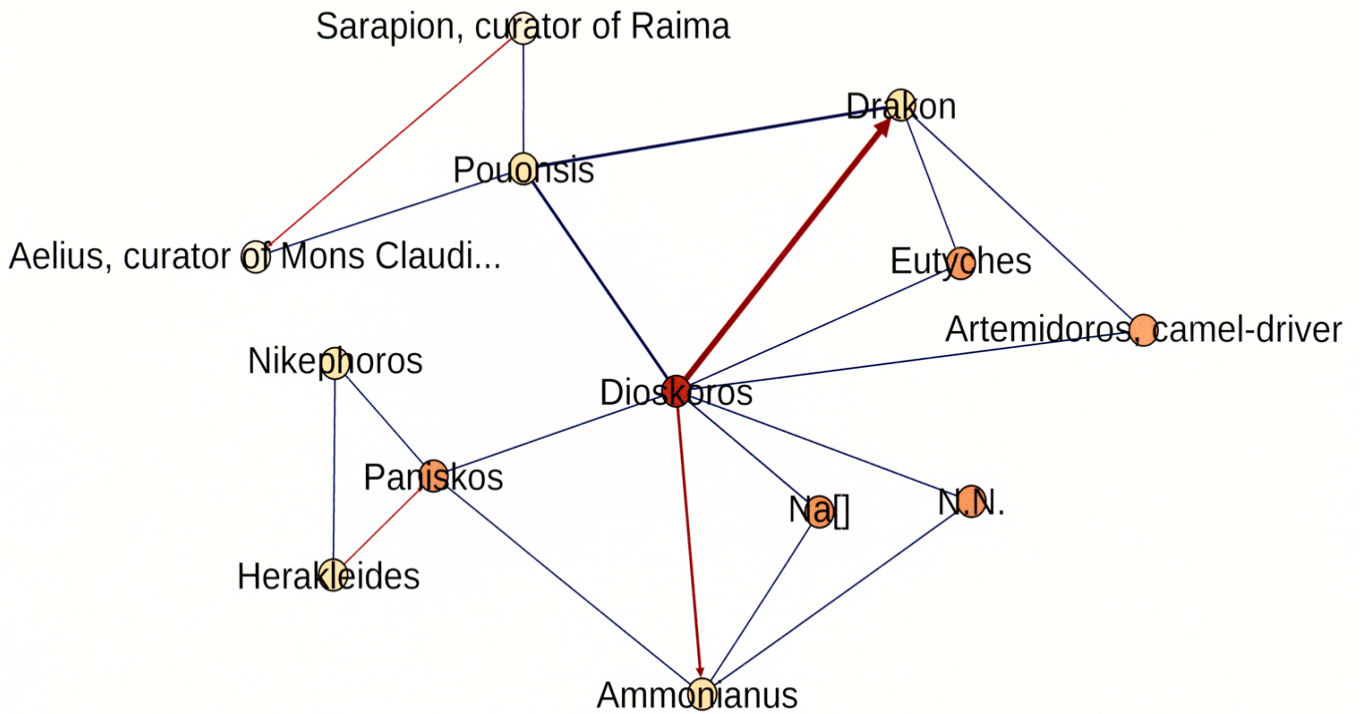 Sarapion, curator of Raima
Drakon
Pouonsis
Aelius, curator of Mons Claudi...
Eutyches
Artemidoros, camel-driver
Nikephoros
Dioskoros
Paniskos
Na[]
N.N.
Herakleides
Ammonianus